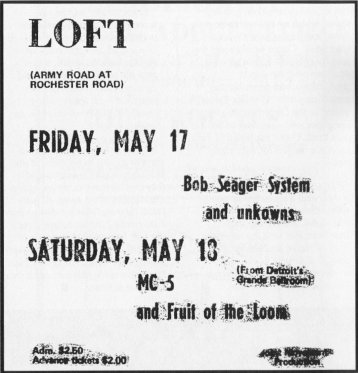 LOFT
(ARMY ROAD AT
ROCHESTER ROAD)
FRIDAY, MAY 17
Bob Seager System
and unkowns
SATURDAY, MAY 18
MC-5
(From Detroit's
Grande Ballroom)
and Fruit of the Loom
Adm. $2.50
Advance tickets $2.00
Production